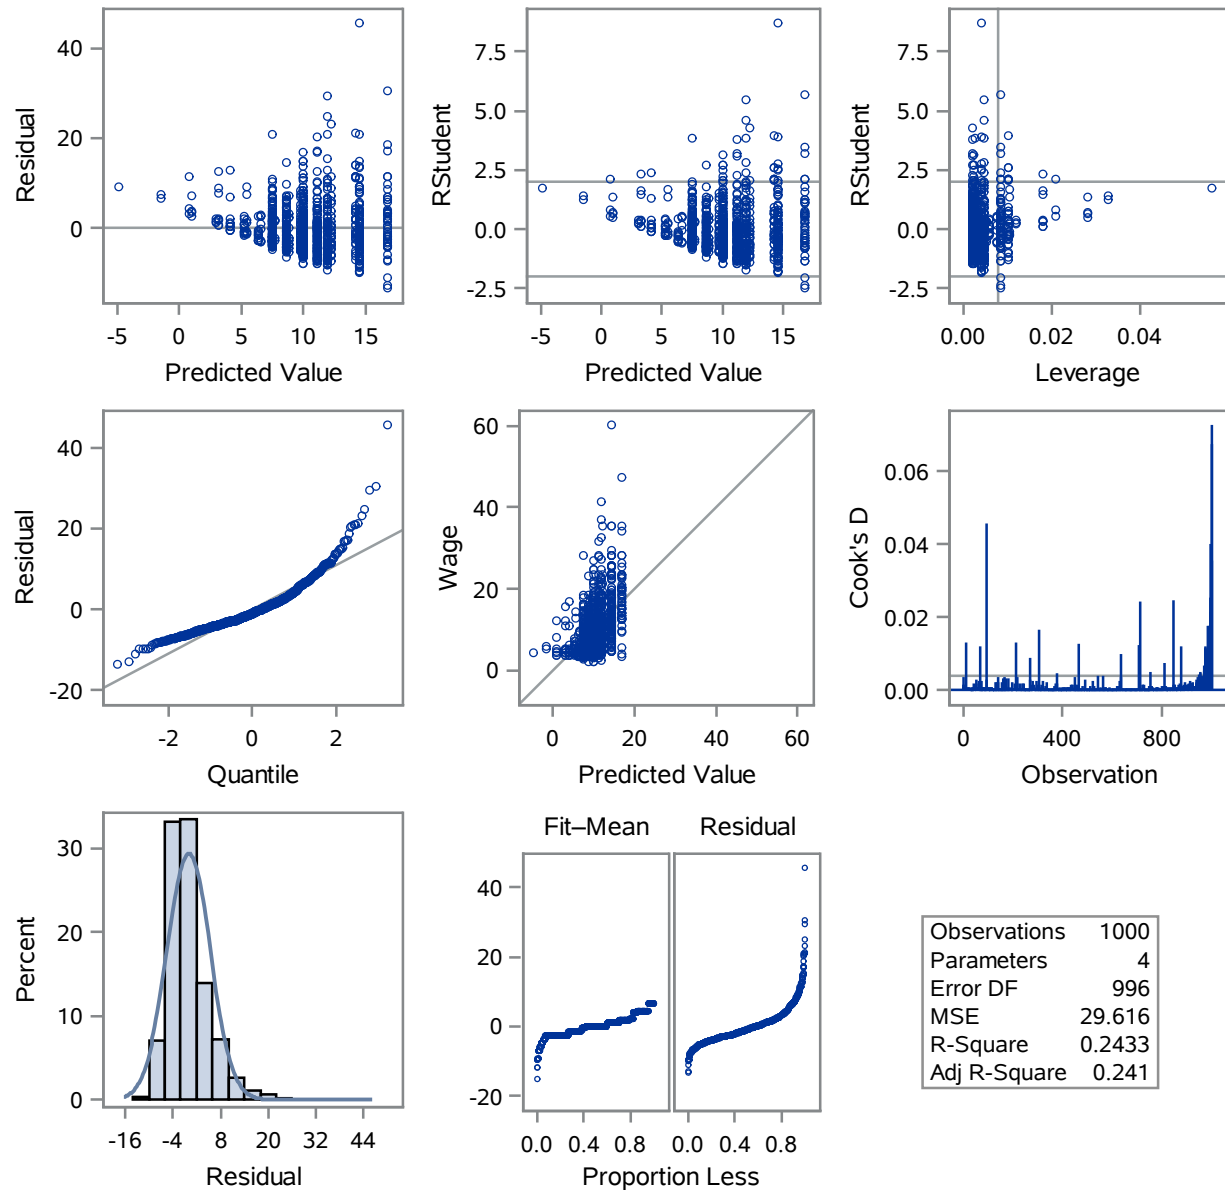 Residual
40
20
0
-5 0 5 10 15
Predicted Value
RStudent
7.5
5.0
2.5
0.0
-2.5
-5 0 5 10 15
Predicted Value
RStudent
7.5
5.0
2.5
0.0
-2.5
0.00 0.02 0.04
Leverage
Residual
40
20
0
-20
-2 0 2
Quantile
Wage
60
40
20
0
0 20 40 60
Predicted Value
Cook's D
0.06
0.04
0.02
0.00
0 400 800
Observation
Percent
30
20
10
0
-16 -4 8 20 32 44
Residual
Fit–Mean Residual
40
20
0
-20
0.0 0.4 0.8 0.0 0.4 0.8
Proportion Less
Observations 1000
Parameters 4
Error DF 996
MSE 29.616
R-Square 0.2433
Adj R-Square 0.241